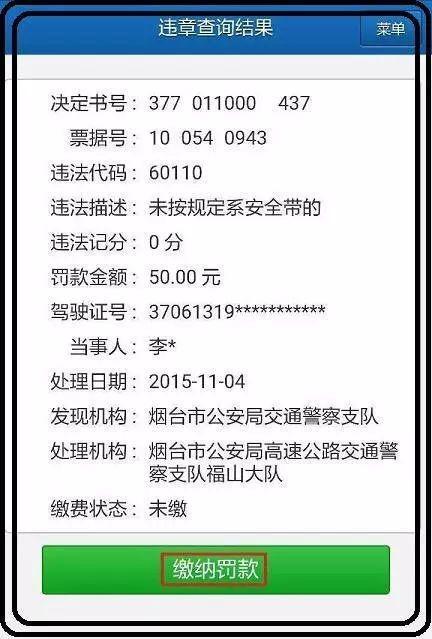 违章查询结果
菜单
决定书号：377 011000 437
票据号：10 054 0943
违法代码：60110
违法描述：未按规定系安全带的
违法记分：0 分
罚款金额：50.00 元
驾驶证号：37061319***********
当事人：李*
处理日期：2015-11-04
发现机构：烟台市公安局交通警察支队
处理机构：烟台市公安局高速公路交通警
察支队福山大队
缴费状态：未缴
缴纳罚款